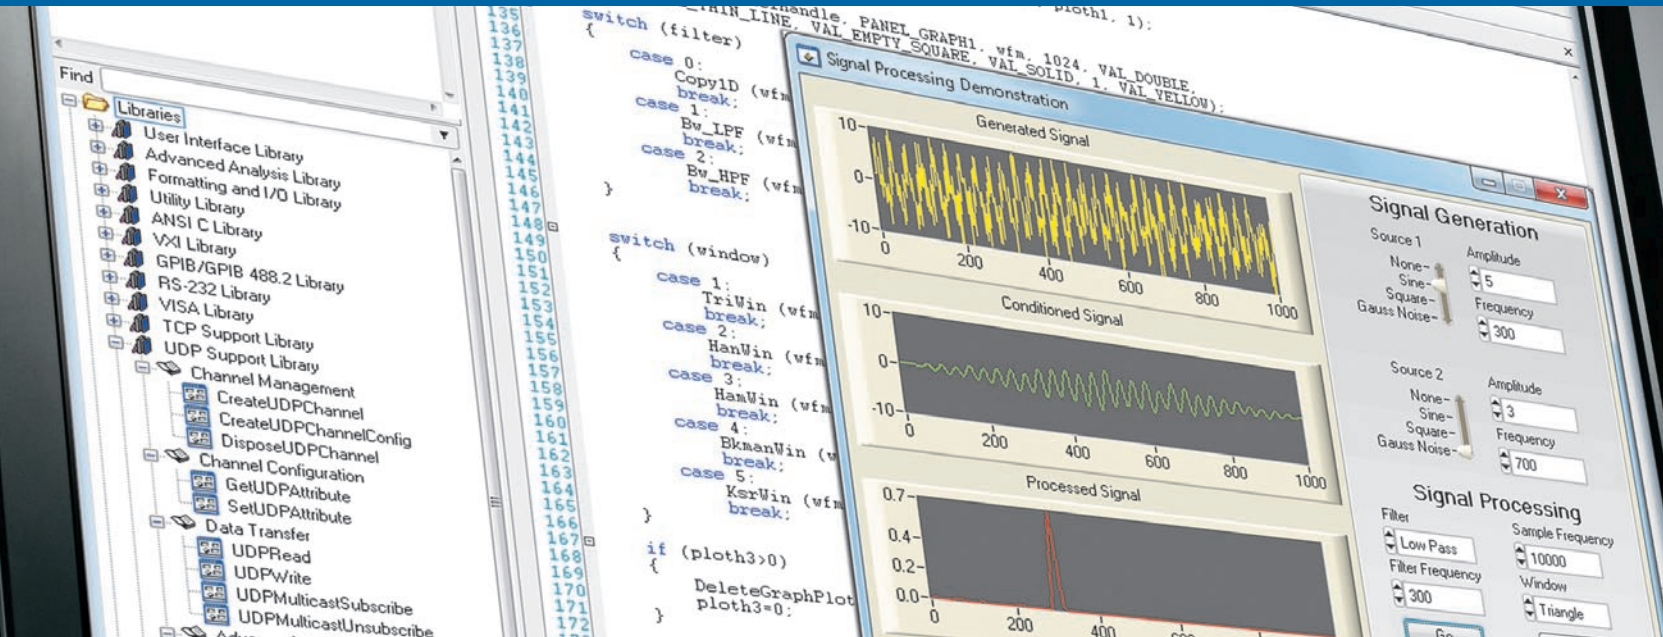 Find
Libraries
User Interface Library
Advanced Analysis Library
Formatting and I/O Library
Utility Library
ANSI C Library
VXI Library
GPIB/GPIB 488.2 Library
RS-232 Library
VISA Library
TCP Support Library
UDP Support Library
Channel Management
CreateUDPChannel
CreateUDPChannelConfig
DisposeUDPChannel
Channel Configuration
GetUDPAttribute
SetUDPAttribute
Data Transfer
UDPRead
UDPWrite
UDPMulticastSubscribe
UDPMulticastUnsubscribe
135
136
137
138
139
140
141
142
143
144
145
146
147
148
149
150
151
152
153
154
155
156
157
158
159
160
161
162
163
164
165
166
167
168
169
170
171
172
ploth1, 1);
PANEL_GRAPH1, wfm, 1024, VAL_DOUBLE,
VAL_EMPTY_SQUARE, VAL_SOLID, 1, VAL_YELLOW);
switch (filter)
{
case 0:
Copy1D (wfm
break;
case 1:
Bw_LPF (wfm
break;
case 2:
Bw_HPF (wfm
break;
}
switch (window)
{
case 1:
TriWin (wfm
break;
case 2:
HanWin (wfm
break;
case 3:
HamWin (wfm
break;
case 4:
BkmanWin (w
break;
case 5:
KsrWin (wfm
break;
}
if (ploth3>0)
{
DeleteGraphPlot
ploth3=0;
}
Signal Processing Demonstration
Generated Signal
10
0
-10
0 200 400 600 800 1000
Conditioned Signal
10
0
-10
0 200 400 600 800 1000
Processed Signal
0.7
0.4
0.2
0.0
0 200 400
Signal Generation
Source 1
None
Sine
Square
Gauss Noise
Amplitude
5
Frequency
300
Source 2
None
Sine
Square
Gauss Noise
Amplitude
3
Frequency
700
Signal Processing
Filter
Low Pass
Sample Frequency
10000
Filter Frequency
300
Window
Triangle
Go